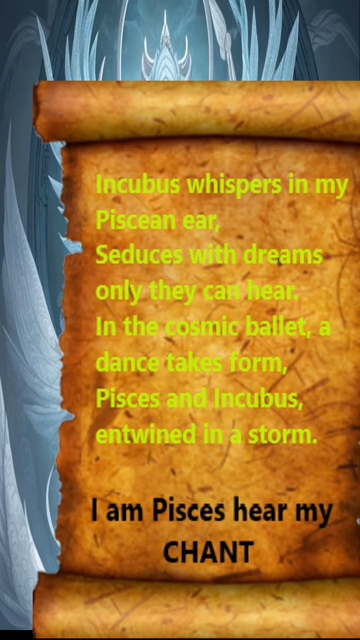 Incubus whispers in my
Piscean ear,
Seduces with dreams
only they can hear.
In the cosmic ballet, a
dance takes form,
Pisces and Incubus,
entwined in a storm.
I am Pisces hear my
CHANT